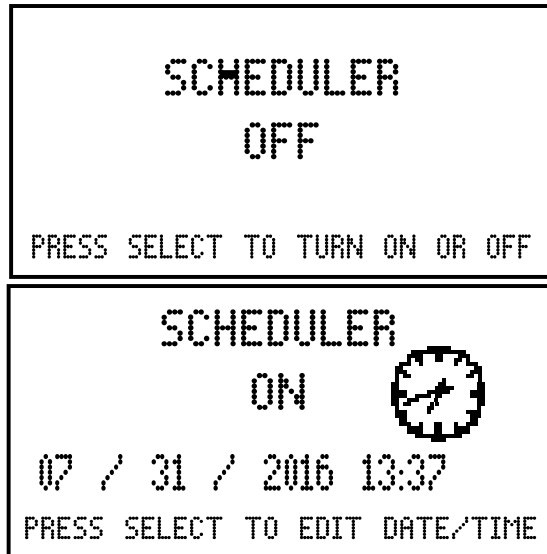 SCHEDULER
OFF
PRESS SELECT TO TURN ON OR OFF
SCHEDULER
ON
07 / 31 / 2016 13:37
PRESS SELECT TO EDIT DATE/TIME